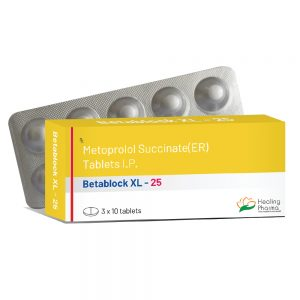 Metoprolol Succinate(ER)
Tablets I.P.
Betablock XL - 25
3 x 10 tablets
Healing
Pharma
Betablock XL - 25